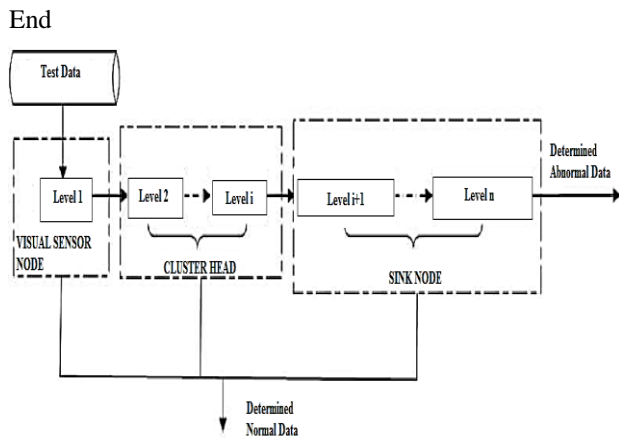 End
Test Data
Level 1
VISUAL SENSOR
NODE
Level 2
Level i
CLUSTER HEAD
Level i+1
Level n
SINK NODE
Determined
Abnormal Data
Determined
Normal Data